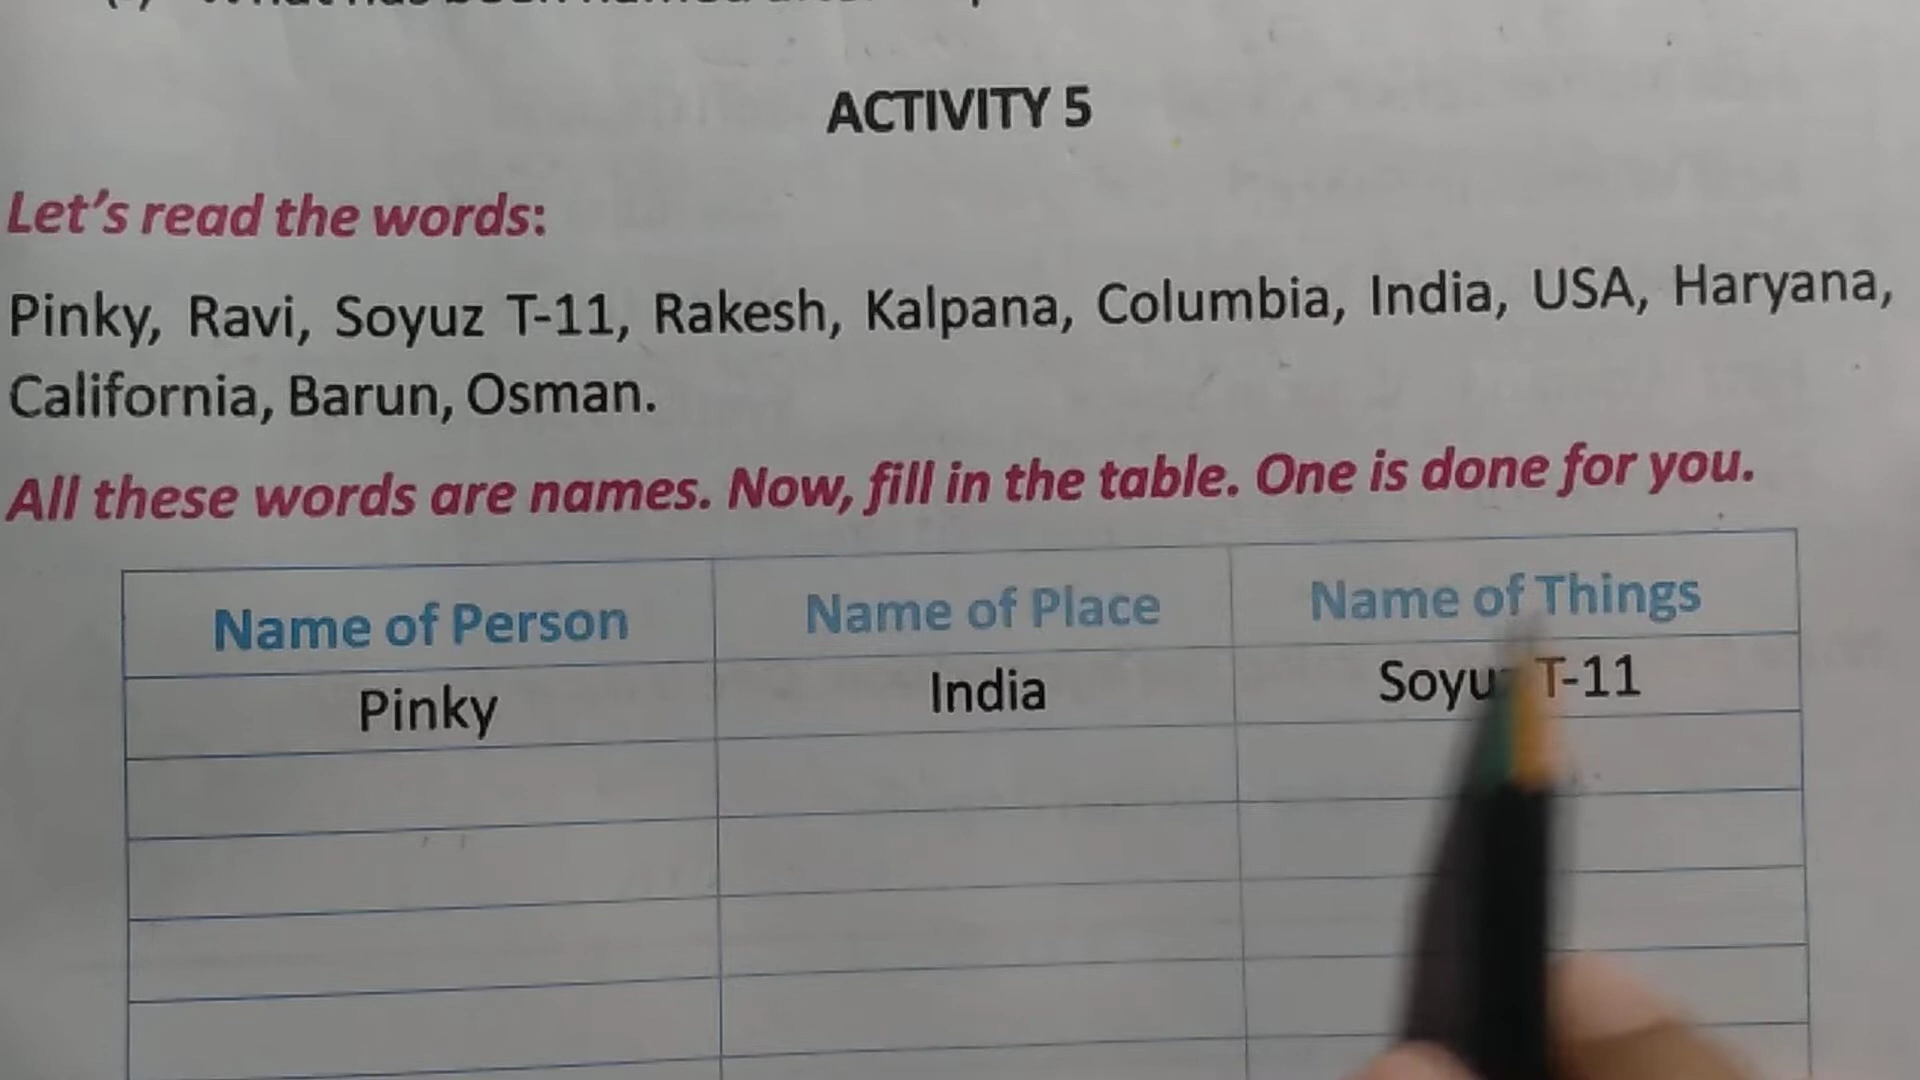 ACTIVITY 5
Let's read the words:
Pinky, Ravi, Soyuz T-11, Rakesh, Kalpana, Columbia, India, USA, Haryana,
California, Barun, Osman.
All these words are names. Now, fill in the table. One is done for you.
Name of Person Name of Place Name of Things
Pinky India Soyuz T-11